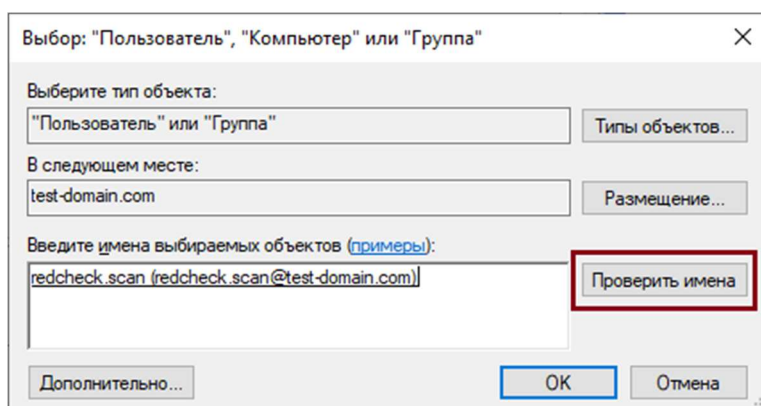 Выбор: "Пользователь", "Компьютер" или "Группа"
Выберите тип объекта:
"Пользователь" или "Группа"
Типы объектов...
В следующем месте:
test-domain.com
Размещение...
Введите имена выбираемых объектов (примеры):
redcheck.scan (redcheck.scan@test-domain.com)
Проверить имена
Дополнительно...
OK
Отмена